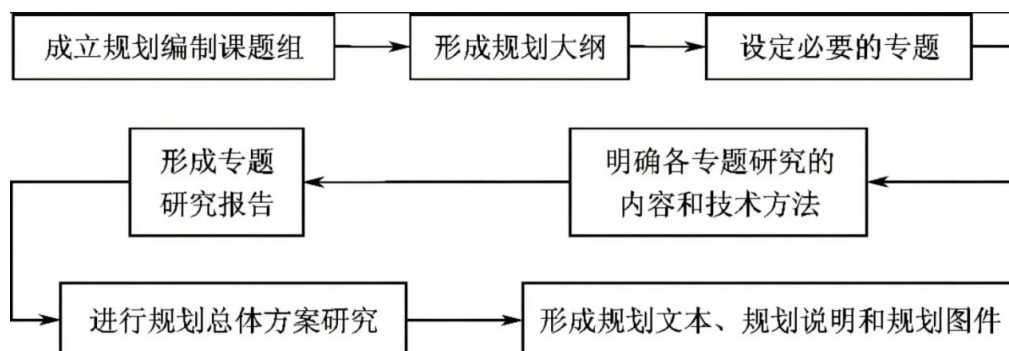 成立规划编制课题组
形成规划大纲
设定必要的专题
形成专题
研究报告
明确各专题研究的
内容和技术方法
进行规划总体方案研究
形成规划文本、规划说明和规划图件